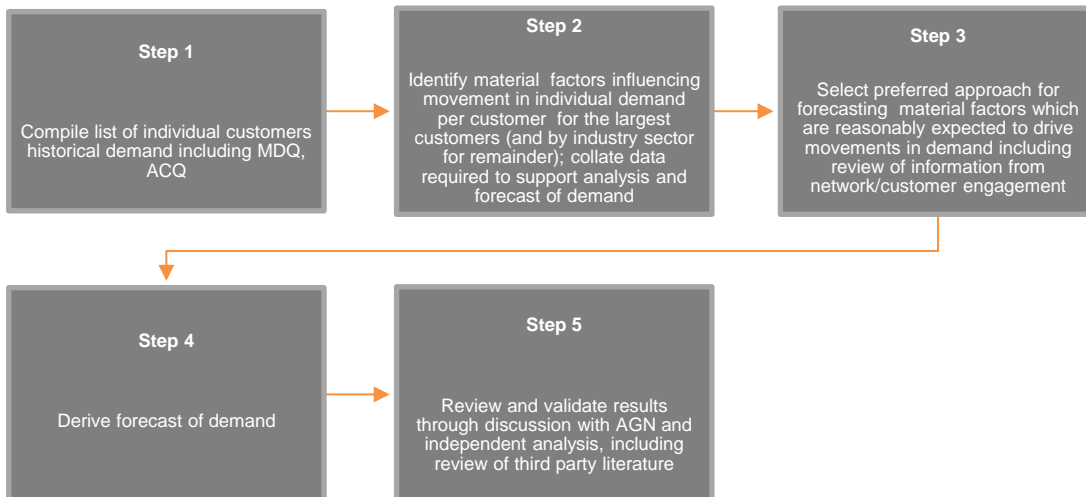 Step 1
Compile list of individual customers
historical demand including MDQ,
ACQ
Step 2
Identify material factors influencing
movement in individual demand
per customer for the largest
customers (and by industry sector
for remainder); collate data
required to support analysis and
forecast of demand
Step 3
Select preferred approach for
forecasting material factors which
are reasonably expected to drive
movements in demand including
review of information from
network/customer engagement
Step 4
Derive forecast of demand
Step 5
Review and validate results
through discussion with AGN and
independent analysis, including
review of third party literature